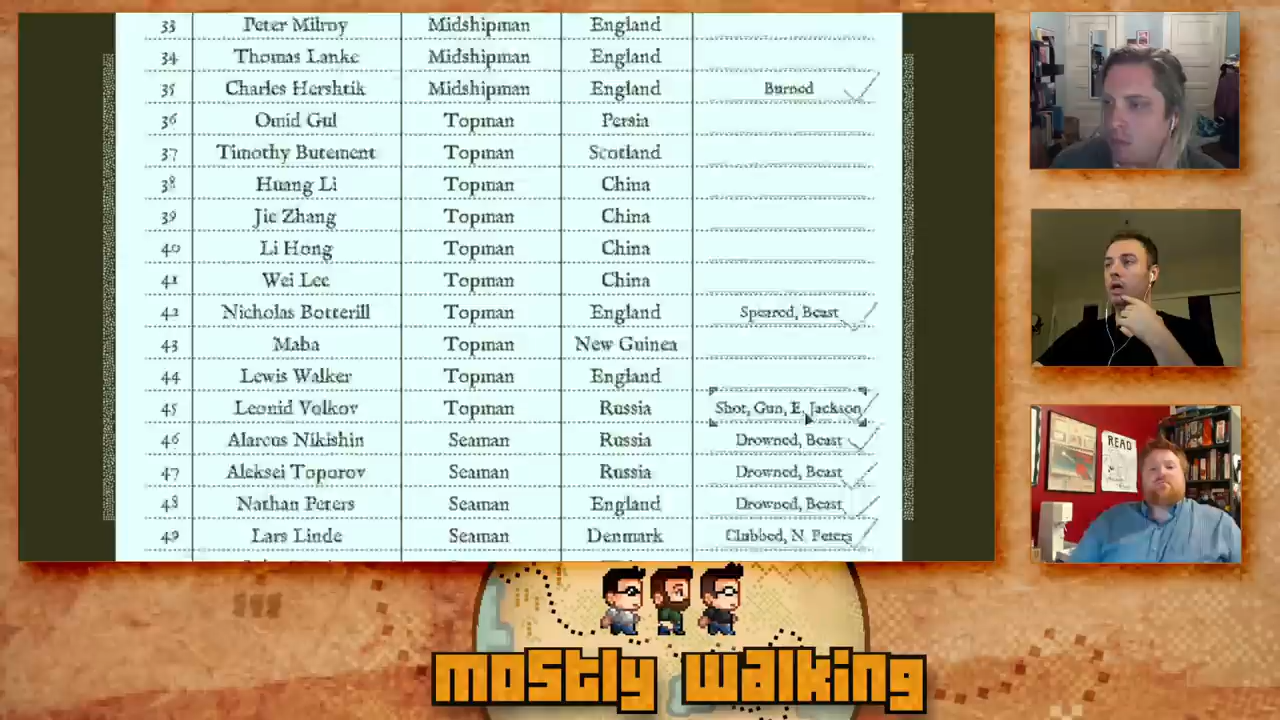 33 Peter Milroy Midshipman England
34 Thomas Lanke Midshipman England
35 Charles Hershtik Midshipman England Burned
36 Omid Gul Topman Persia
37 Timothy Butement Topman Scotland
38 Huang Li Topman China
39 Jie Zhang Topman China
40 Li Hong Topman China
41 Wei Lee Topman China
42 Nicholas Botterill Topman England Speared, Beast
43 Maba Topman New Guinea
44 Lewis Walker Topman England
45 Leonid Volkov Topman Russia Shot, Gun, E. Jackson
46 Alarcus Nikishin Seaman Russia Drowned, Beast
47 Aleksei Toporov Seaman Russia Drowned, Beast
48 Nathan Peters Seaman England Drowned, Beast
49 Lars Linde Seaman Denmark Clubbed, N. Peters
READ
mostly walking